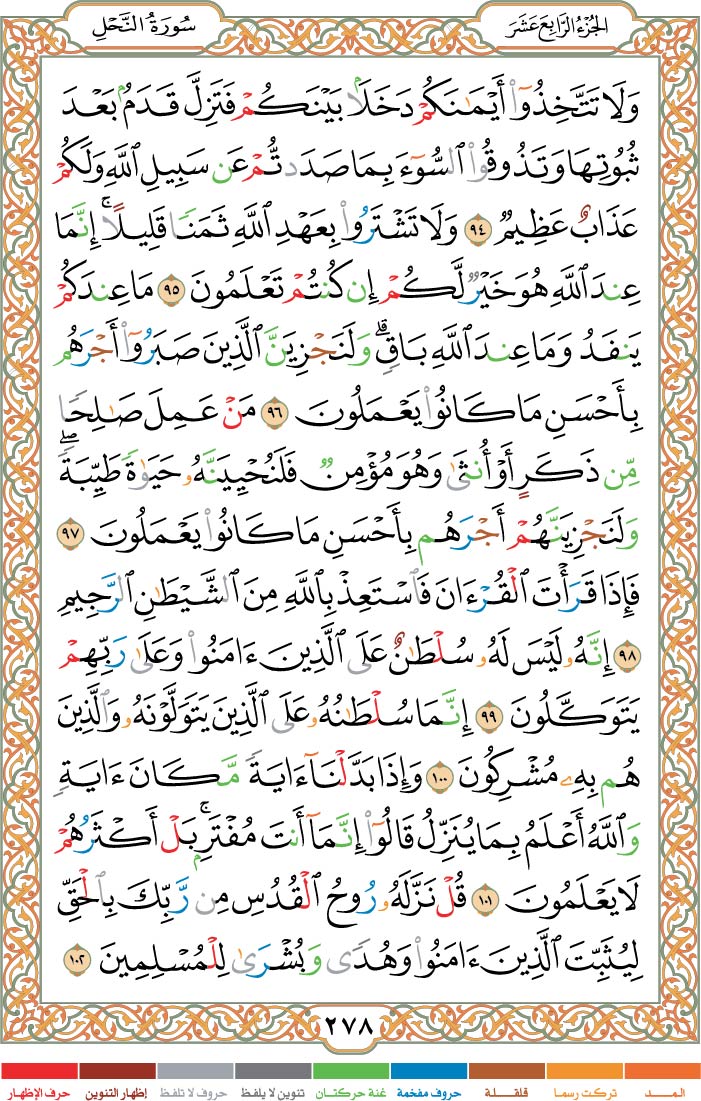 الجُزْءُ الرَّابِعَ عَشَرَ
سُورَةُ النَّحْلِ
وَلَا تَتَّخِذُوٓا۟ أَيْمَـٰنَكُمْ دَخَلًۢا بَيْنَكُمْ فَتَزِلَّ قَدَمٌۢ بَعْدَ
ثُبُوتِهَا وَتَذُوقُوا۟ ٱلسُّوٓءَ بِمَا صَدَدتُّمْ عَن سَبِيلِ ٱللَّهِ وَلَكُمْ
عَذَابٌ عَظِيمٌ ٩٤ وَلَا تَشْتَرُوا۟ بِعَهْدِ ٱللَّهِ ثَمَنًا قَلِيلًا ۚ إِنَّمَا
عِندَ ٱللَّهِ هُوَ خَيْرٌ لَّكُمْ إِن كُنتُمْ تَعْلَمُونَ ٩٥ مَا عِندَكُمْ
يَنفَدُ وَمَا عِندَ ٱللَّهِ بَاقٍ ۗ وَلَنَجْزِيَنَّ ٱلَّذِينَ صَبَرُوٓا۟ أَجْرَهُم
بِأَحْسَنِ مَا كَانُوا۟ يَعْمَلُونَ ٩٦ مَنْ عَمِلَ صَـٰلِحًا
مِّن ذَكَرٍ أَوْ أُنثَىٰ وَهُوَ مُؤْمِنٌ فَلَنُحْيِيَنَّهُۥ حَيَوٰةً طَيِّبَةً ۖ
وَلَنَجْزِيَنَّهُمْ أَجْرَهُم بِأَحْسَنِ مَا كَانُوا۟ يَعْمَلُونَ ٩٧
فَإِذَا قَرَأْتَ ٱلْقُرْءَانَ فَٱسْتَعِذْ بِٱللَّهِ مِنَ ٱلشَّيْطَـٰنِ ٱلرَّجِيمِ
٩٨ إِنَّهُۥ لَيْسَ لَهُۥ سُلْطَـٰنٌ عَلَى ٱلَّذِينَ ءَامَنُوا۟ وَعَلَىٰ رَبِّهِمْ
يَتَوَكَّلُونَ ٩٩ إِنَّمَا سُلْطَـٰنُهُۥ عَلَى ٱلَّذِينَ يَتَوَلَّوْنَهُۥ وَٱلَّذِينَ
هُم بِهِۦ مُشْرِكُونَ ١٠٠ وَإِذَا بَدَّلْنَآ ءَايَةً مَّكَانَ ءَايَةٍ ۙ
وَٱللَّهُ أَعْلَمُ بِمَا يُنَزِّلُ قَالُوٓا۟ إِنَّمَآ أَنتَ مُفْتَرٍۭ ۚ بَلْ أَكْثَرُهُمْ
لَا يَعْلَمُونَ ١٠١ قُلْ نَزَّلَهُۥ رُوحُ ٱلْقُدُسِ مِن رَّبِّكَ بِٱلْحَقِّ
لِيُثَبِّتَ ٱلَّذِينَ ءَامَنُوا۟ وَهُدًى وَبُشْرَىٰ لِلْمُسْلِمِينَ ١٠٢
٢٧٨
المـــد تركت رسما قلقـلـة حروف مفخمة غنة حركتان تنوين لا يلفظ حروف لا تلفظ إظهار التنوين حرف الإظهار